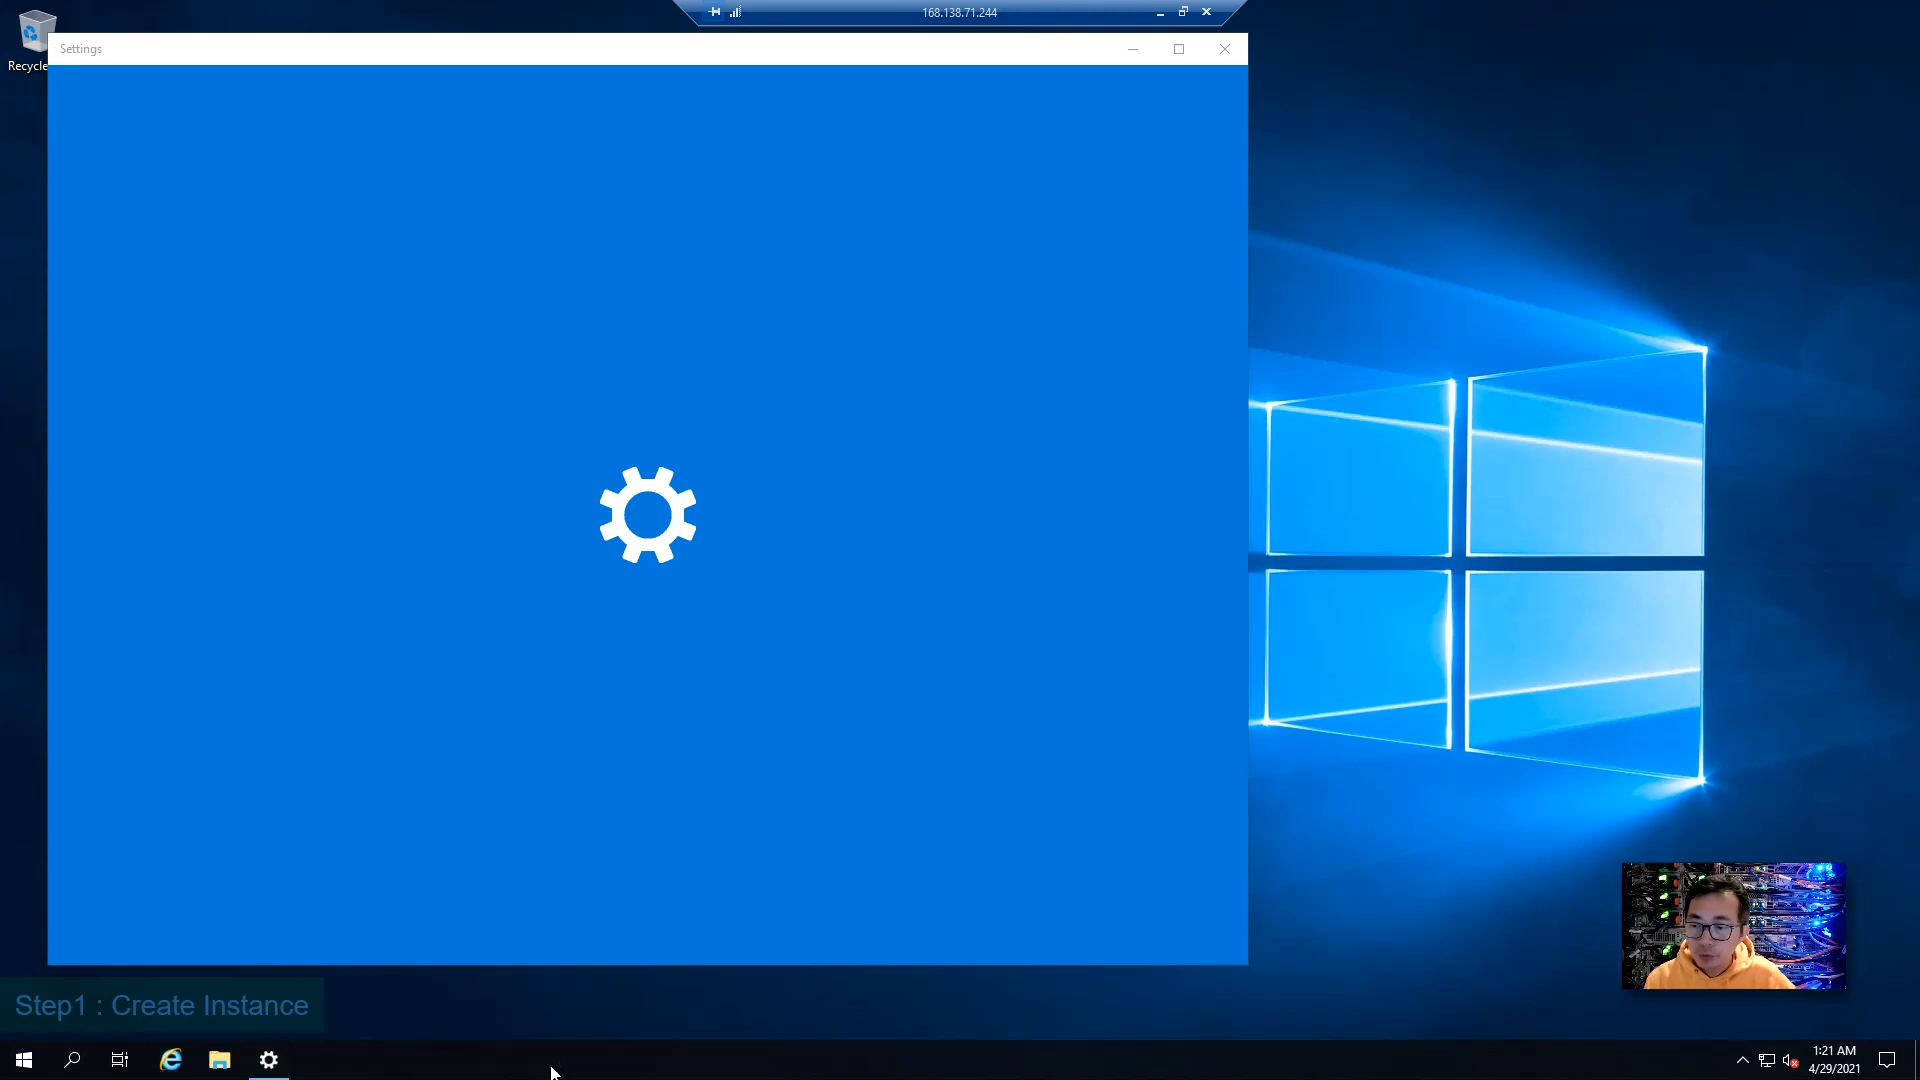 168.138.71.244
Settings
Recycle
Step1 : Create Instance
1:21 AM
4/29/2021